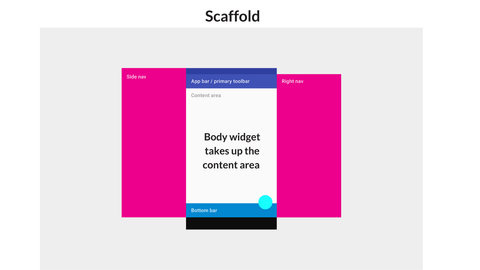 Scaffold
Side nav
App bar / primary toolbar
Right nav
Content area
Body widget
takes up the
content area
Bottom bar